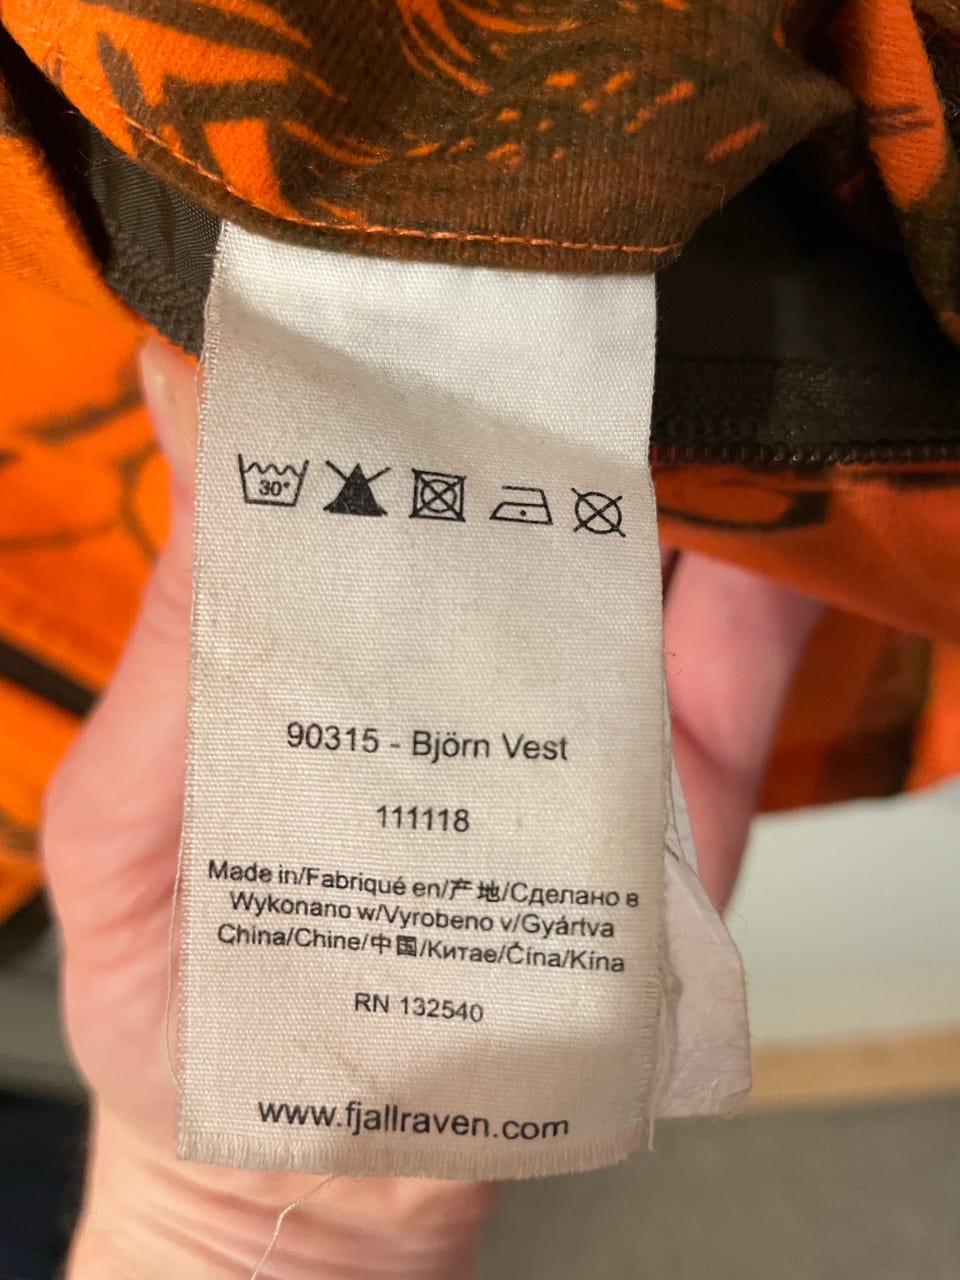 30°
90315 - Björn Vest
111118
Made in/Fabriqué en/产地/Сделано в
Wykonano w/Vyrobeno v/Gyártva
China/Chine/中国/Китае/Čína/Kína
RN 132540
www.fjallraven.com